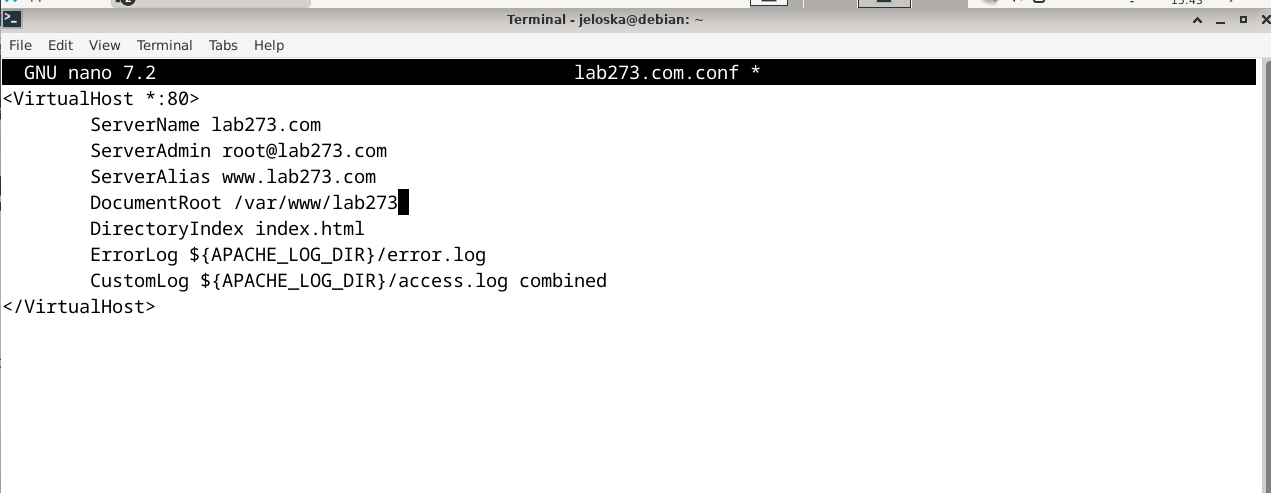 Terminal - jeloska@debian: ~
File Edit View Terminal Tabs Help
GNU nano 7.2 lab273.com.conf *
<VirtualHost *:80>
ServerName lab273.com
ServerAdmin root@lab273.com
ServerAlias www.lab273.com
DocumentRoot /var/www/lab273
DirectoryIndex index.html
ErrorLog ${APACHE_LOG_DIR}/error.log
CustomLog ${APACHE_LOG_DIR}/access.log combined
</VirtualHost>